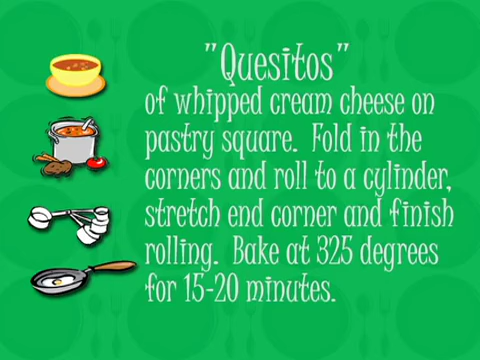 "Quesitos"
of whipped cream cheese on
pastry square. Fold in the
corners and roll to a cylinder,
stretch end corner and finish
rolling. Bake at 325 degrees
for 15-20 minutes.